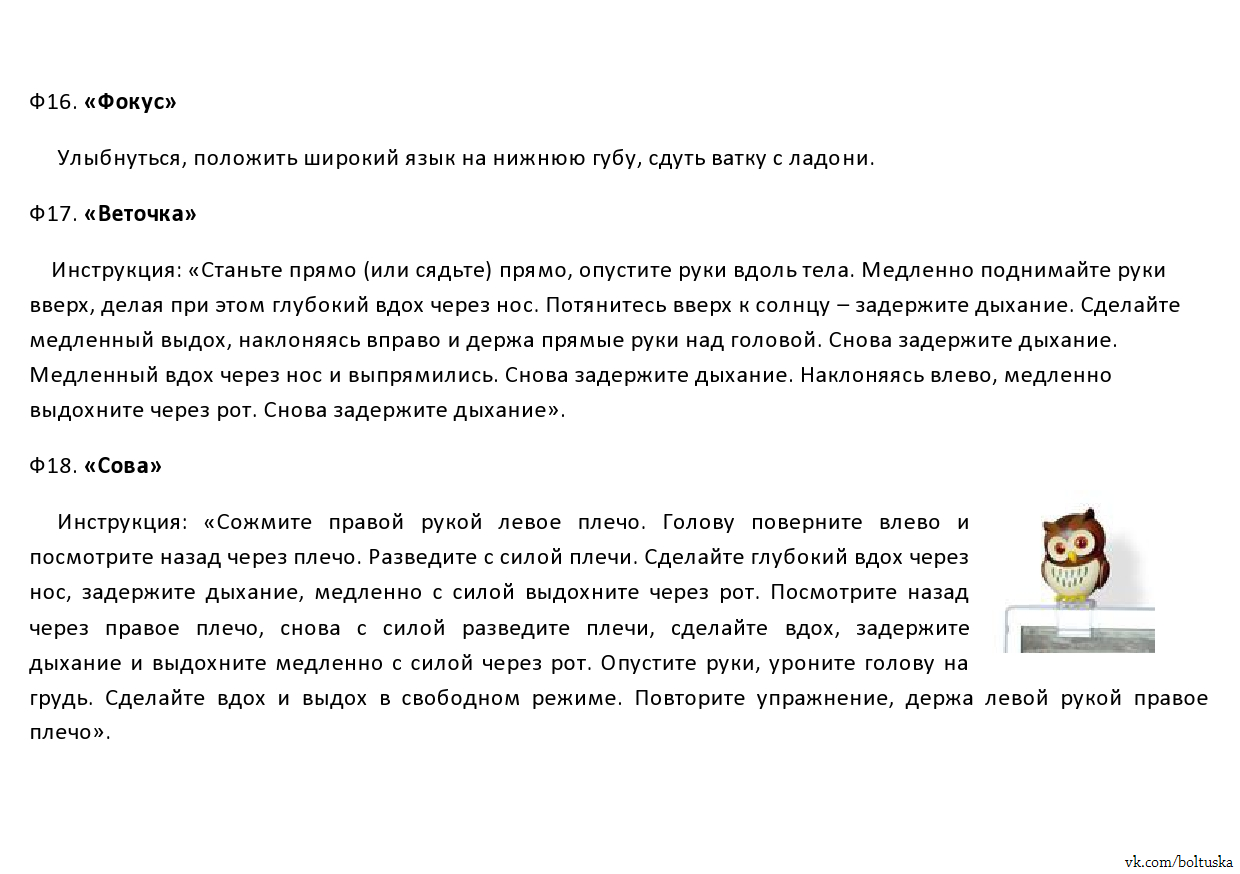 Ф16. «Фокус»
Улыбнуться, положить широкий язык на нижнюю губу, сдуть ватку с ладони.
Ф17. «Веточка»
Инструкция: «Станьте прямо (или сядьте) прямо, опустите руки вдоль тела. Медленно поднимайте руки
вверх, делая при этом глубокий вдох через нос. Потянитесь вверх к солнцу – задержите дыхание. Сделайте
медленный выдох, наклоняясь вправо и держа прямые руки над головой. Снова задержите дыхание.
Медленный вдох через нос и выпрямились. Снова задержите дыхание. Наклоняясь влево, медленно
выдохните через рот. Снова задержите дыхание».
Ф18. «Сова»
Инструкция: «Сожмите правой рукой левое плечо. Голову поверните влево и
посмотрите назад через плечо. Разведите с силой плечи. Сделайте глубокий вдох через
нос, задержите дыхание, медленно с силой выдохните через рот. Посмотрите назад
через правое плечо, снова с силой разведите плечи, сделайте вдох, задержите
дыхание и выдохните медленно с силой через рот. Опустите руки, уроните голову на
грудь. Сделайте вдох и выдох в свободном режиме. Повторите упражнение, держа левой рукой правое
плечо».
vk.com/boltuska